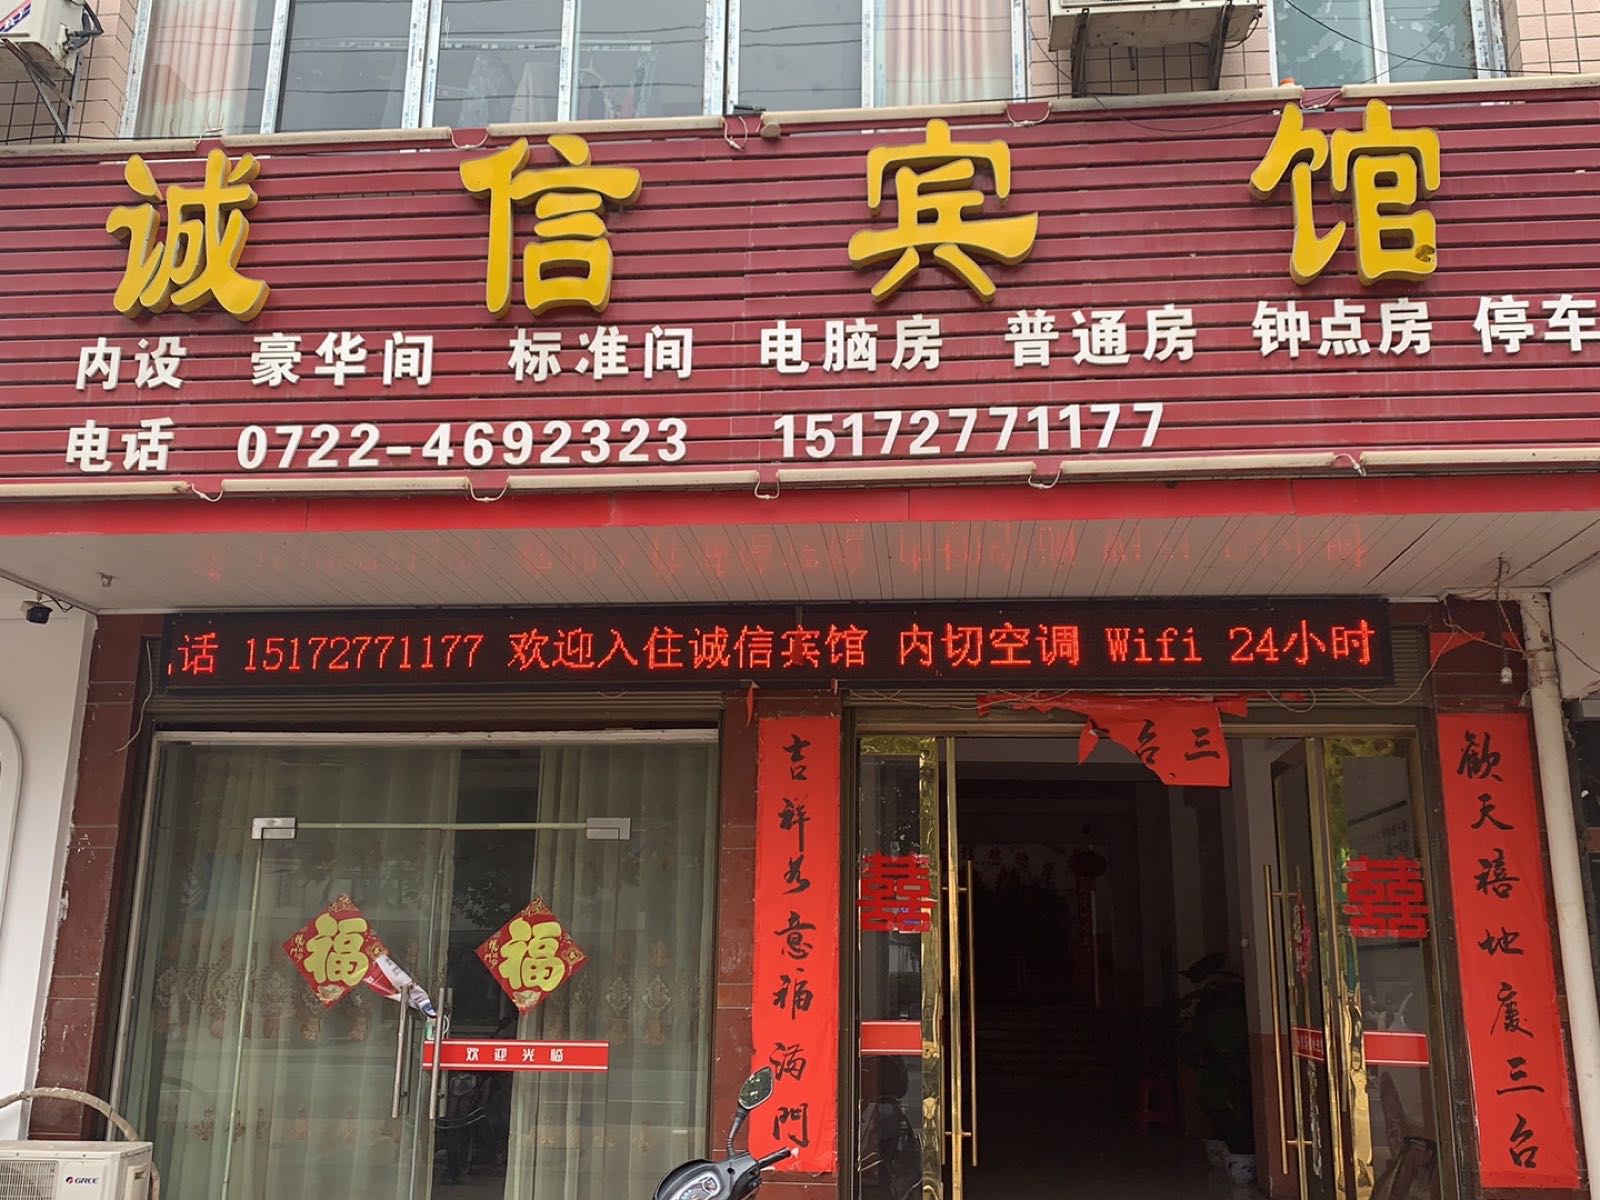 诚信宾馆
内设 豪华间 标准间 电脑房 普通房 钟点房 停车
电话 0722-4692323 15172771177
话 15172771177 欢迎入住诚信宾馆 内切空调 Wifi 24小时
台三
吉祥如意福满門
歓天禧地慶三台
囍
囍
福
福
欢迎光临
GREE